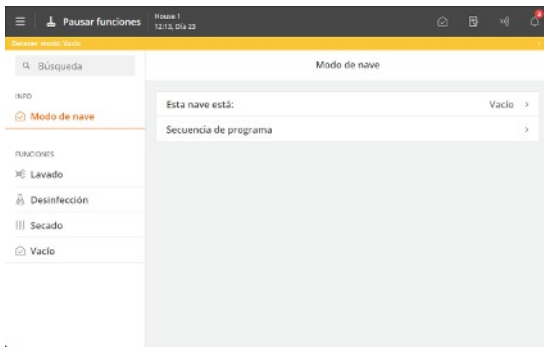 Pausar funciones
House 1
12:13, Día 23
Detener modo: Vacío
Búsqueda
Modo de nave
INFO
Modo de nave
Esta nave está: Vacío
Secuencia de programa
FUNCIONES
Lavado
Desinfección
Secado
Vacío